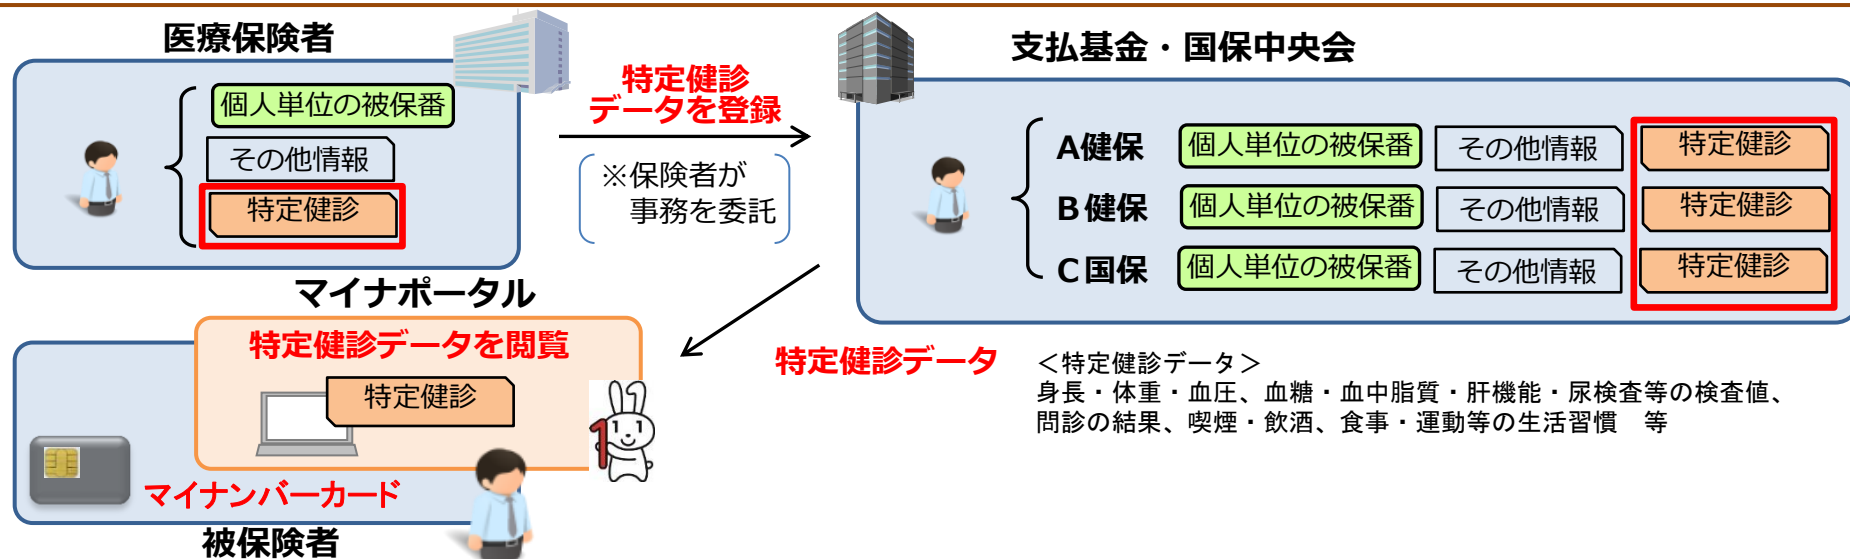 医療保険者
個人単位の被保番
その他情報
特定健診
特定健診
データを登録
※保険者が
事務を委託
支払基金・国保中央会
A健保 個人単位の被保番 その他情報 特定健診
B健保 個人単位の被保番 その他情報 特定健診
C国保 個人単位の被保番 その他情報 特定健診
マイナポータル
特定健診データを閲覧
特定健診
1
マイナンバーカード
被保険者
特定健診データ
＜特定健診データ＞
身長・体重・血圧、血糖・血中脂質・肝機能・尿検査等の検査値、
問診の結果、喫煙・飲酒、食事・運動等の生活習慣　等